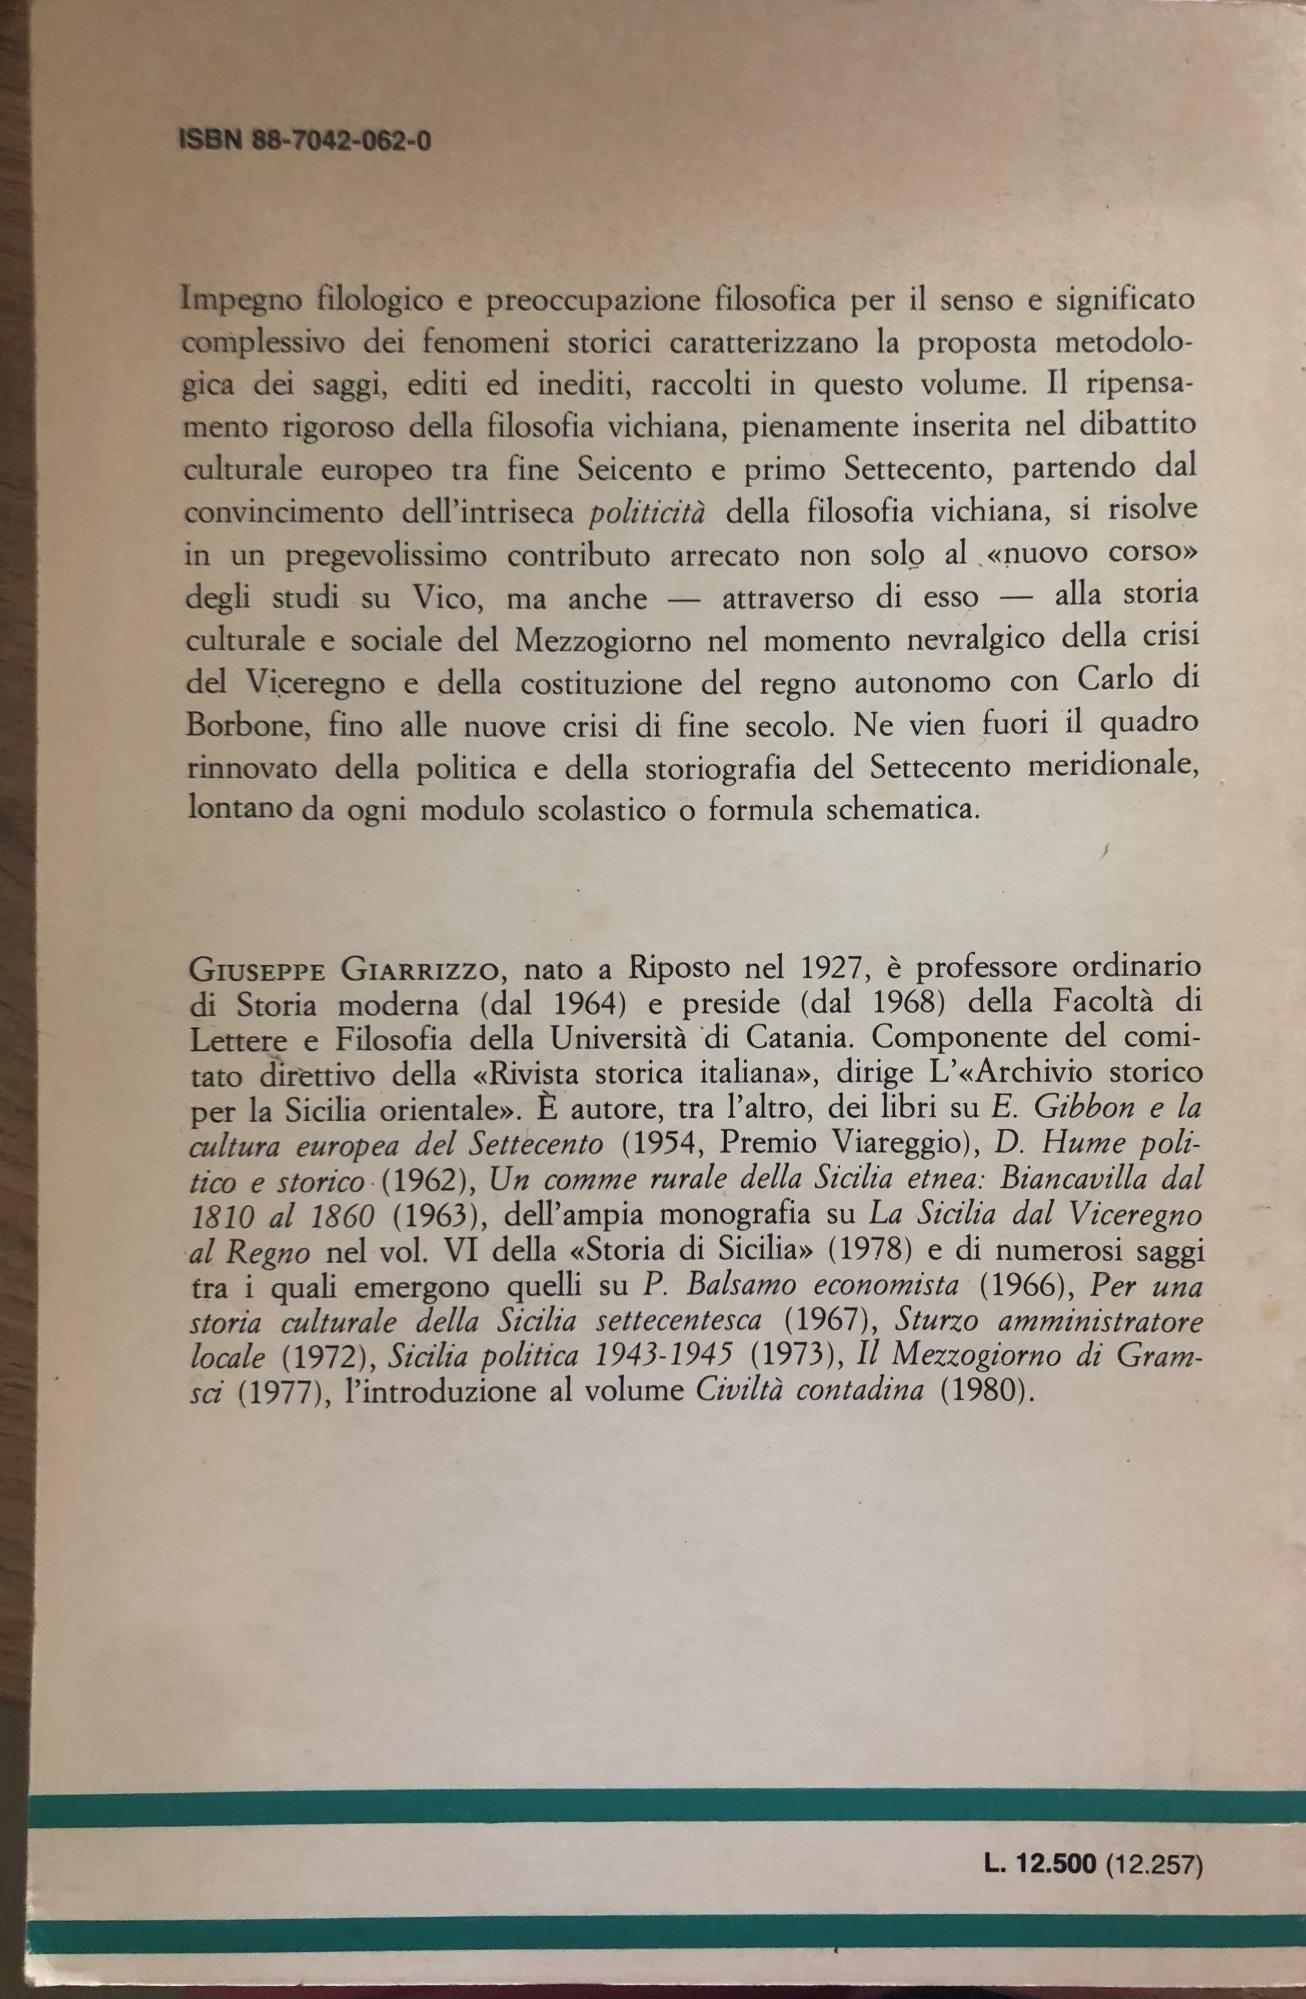 ISBN 88-7042-062-0
Impegno filologico e preoccupazione filosofica per il senso e significato
complessivo dei fenomeni storici caratterizzano la proposta metodolo-
gica dei saggi, editi ed inediti, raccolti in questo volume. Il ripensa-
mento rigoroso della filosofia vichiana, pienamente inserita nel dibattito
culturale europeo tra fine Seicento e primo Settecento, partendo dal
convincimento dell'intriseca politicità della filosofia vichiana, si risolve
in un pregevolissimo contributo arrecato non solo al «nuovo corso»
degli studi su Vico, ma anche — attraverso di esso — alla storia
culturale e sociale del Mezzogiorno nel momento nevralgico della crisi
del Viceregno e della costituzione del regno autonomo con Carlo di
Borbone, fino alle nuove crisi di fine secolo. Ne vien fuori il quadro
rinnovato della politica e della storiografia del Settecento meridionale,
lontano da ogni modulo scolastico o formula schematica.
GIUSEPPE GIARRIZZO, nato a Riposto nel 1927, è professore ordinario
di Storia moderna (dal 1964) e preside (dal 1968) della Facoltà di
Lettere e Filosofia della Università di Catania. Componente del comi-
tato direttivo della «Rivista storica italiana», dirige L'«Archivio storico
per la Sicilia orientale». È autore, tra l'altro, dei libri su E. Gibbon e la
cultura europea del Settecento (1954, Premio Viareggio), D. Hume poli-
tico e storico (1962), Un comme rurale della Sicilia etnea: Biancavilla dal
1810 al 1860 (1963), dell'ampia monografia su La Sicilia dal Viceregno
al Regno nel vol. VI della «Storia di Sicilia» (1978) e di numerosi saggi
tra i quali emergono quelli su P. Balsamo economista (1966), Per una
storia culturale della Sicilia settecentesca (1967), Sturzo amministratore
locale (1972), Sicilia politica 1943-1945 (1973), Il Mezzogiorno di Gram-
sci (1977), l'introduzione al volume Civiltà contadina (1980).
L. 12.500 (12.257)